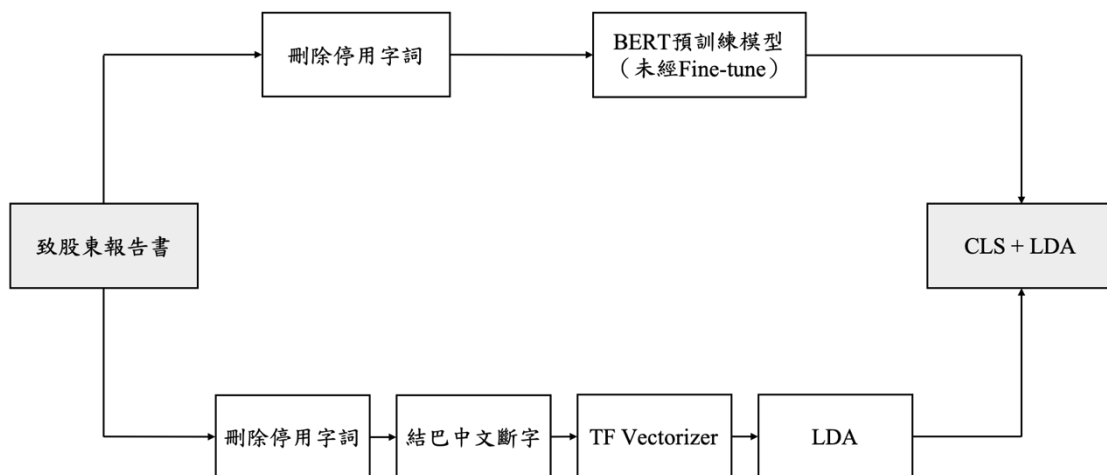 刪除停用字詞
BERT預訓練模型
（未經Fine-tune）
致股東報告書
CLS + LDA
刪除停用字詞
結巴中文斷字
TF Vectorizer
LDA